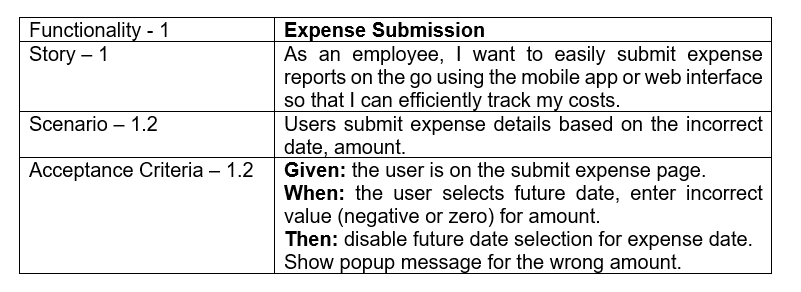 Functionality - 1
Expense Submission
Story – 1
As an employee, I want to easily submit expense
reports on the go using the mobile app or web interface
so that I can efficiently track my costs.
Scenario – 1.2
Users submit expense details based on the incorrect
date, amount.
Acceptance Criteria – 1.2
Given: the user is on the submit expense page.
When: the user selects future date, enter incorrect
value (negative or zero) for amount.
Then: disable future date selection for expense date.
Show popup message for the wrong amount.